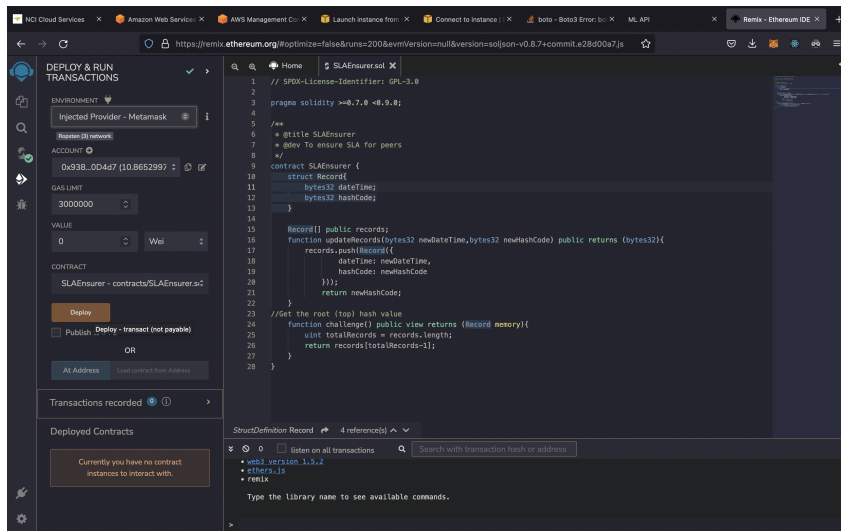 NCI Cloud Services
Amazon Web Services
AWS Management Co
Launch instance from
Connect to instance |
boto - Boto3 Error: bo
ML API
Remix - Ethereum IDE
https://remix.ethereum.org/#optimize=false&runs=200&evmVersion=null&version=soljson-v0.8.7+commit.e28d00a7.js
DEPLOY & RUN
TRANSACTIONS
ENVIRONMENT
Injected Provider - Metamask
Ropsten (3) network
ACCOUNT
0x938...0D4d7 (10.8652997
GAS LIMIT
3000000
VALUE
0
Wei
CONTRACT
SLAEnsurer - contracts/SLAEnsurer.s
Deploy
Publish
Deploy - transact (not payable)
OR
At Address
Load contract from Address
Transactions recorded 0
Deployed Contracts
Currently you have no contract
instances to interact with.
Home
SLAEnsurer.sol
1 // SPDX-License-Identifier: GPL-3.0
2
3 pragma solidity >=0.7.0 <0.9.0;
4
5 /**
6 * @title SLAEnsurer
7 * @dev To ensure SLA for peers
8 */
9 contract SLAEnsurer {
10 struct Record{
11 bytes32 dateTime;
12 bytes32 hashCode;
13 }
14
15 Record[] public records;
16 function updateRecords(bytes32 newDateTime,bytes32 newHashCode) public returns (bytes32){
17 records.push(Record({
18 dateTime: newDateTime,
19 hashCode: newHashCode
20 }));
21 return newHashCode;
22 }
23 //Get the root (top) hash value
24 function challenge() public view returns (Record memory){
25 uint totalRecords = records.length;
26 return records[totalRecords-1];
27 }
28 }
StructDefinition Record 4 reference(s)
0 listen on all transactions
Search with transaction hash or address
web3 version 1.5.2
ethers.js
remix
Type the library name to see available commands.
>